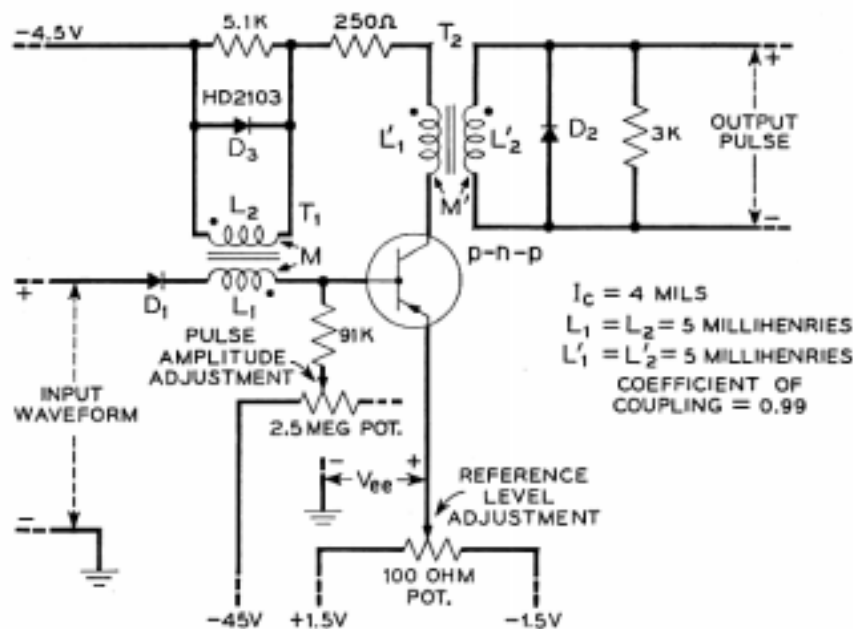 5.1K
250Ω
T2
−4.5V
HD2103
D3
L'1
L'2
D2
3K
+
OUTPUT
PULSE
−
M'
L2
T1
M
p-n-p
+
D1
L1
IC = 4 MILS
L1 = L2 = 5 MILLIHENRIES
L'1 = L'2 = 5 MILLIHENRIES
COEFFICIENT OF
COUPLING = 0.99
PULSE
AMPLITUDE
ADJUSTMENT
91K
INPUT
WAVEFORM
2.5 MEG POT.
− +
Vee
REFERENCE
LEVEL
ADJUSTMENT
−
100 OHM
POT.
−45V
+1.5V
−1.5V